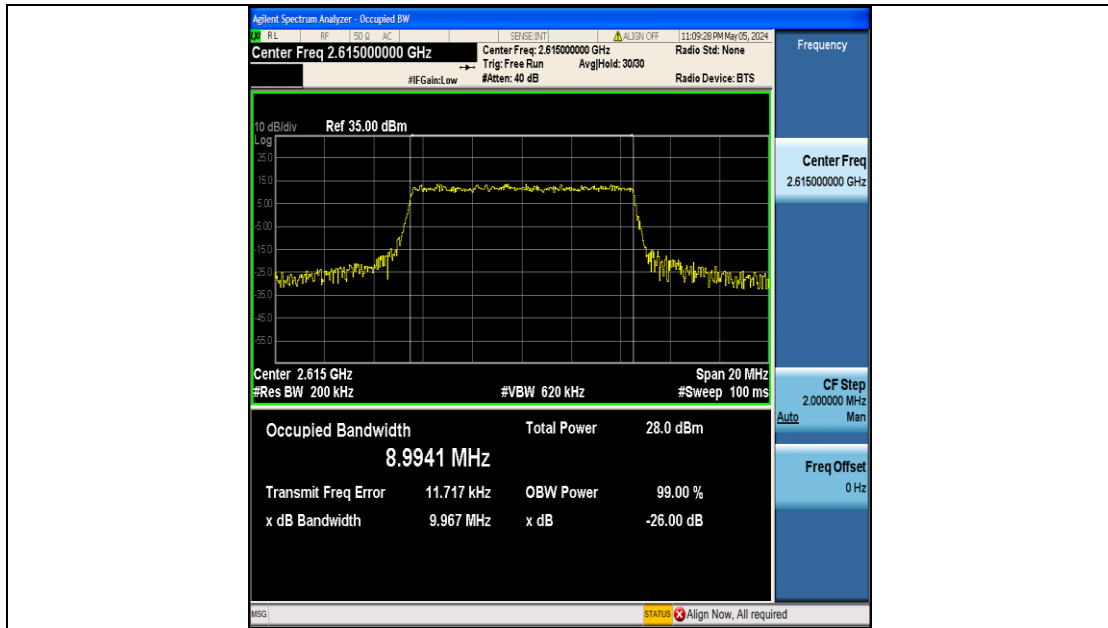 Agilent Spectrum Analyzer - Occupied BW
RL RF 50 Ω AC SENSE:INT ALIGN OFF 11:09:28 PM May 05, 2024
Center Freq 2.615000000 GHz
Center Freq: 2.615000000 GHz Radio Std: None
Trig: Free Run Avg|Hold: 30/30
#IFGain:Low #Atten: 40 dB Radio Device: BTS
10 dB/div Ref 35.00 dBm
Log
25.0
15.0
5.00
-5.00
-15.0
-25.0
-35.0
-45.0
-55.0
Center 2.615 GHz Span 20 MHz
#Res BW 200 kHz #VBW 620 kHz #Sweep 100 ms
Occupied Bandwidth Total Power 28.0 dBm
8.9941 MHz
Transmit Freq Error 11.717 kHz OBW Power 99.00 %
x dB Bandwidth 9.967 MHz x dB -26.00 dB
MSG STATUS Align Now, All required
Frequency
Center Freq
2.615000000 GHz
CF Step
2.000000 MHz
Auto Man
Freq Offset
0 Hz